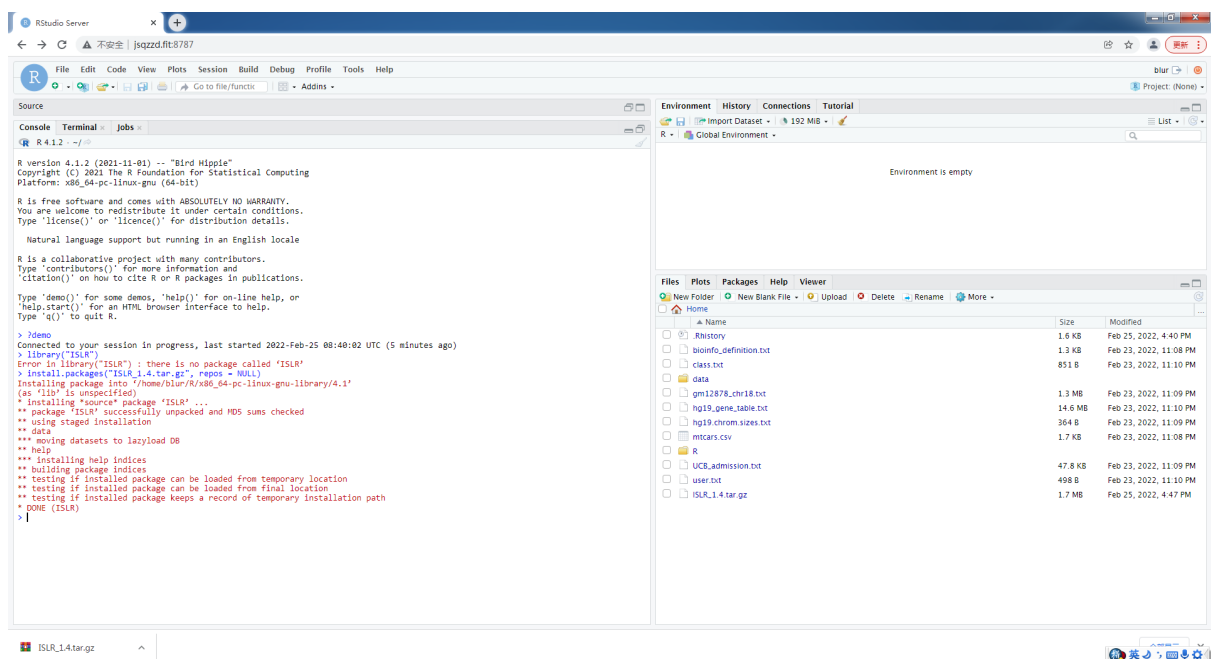 RStudio Server
不安全 | jsqzzd.fit:8787
更新
R
File Edit Code View Plots Session Build Debug Profile Tools Help
blur
Go to file/functic
Addins
Project: (None)
Source
Console Terminal Jobs
R 4.1.2 · ~/
R version 4.1.2 (2021-11-01) -- "Bird Hippie"
Copyright (C) 2021 The R Foundation for Statistical Computing
Platform: x86_64-pc-linux-gnu (64-bit)
R is free software and comes with ABSOLUTELY NO WARRANTY.
You are welcome to redistribute it under certain conditions.
Type 'license()' or 'licence()' for distribution details.
Natural language support but running in an English locale
R is a collaborative project with many contributors.
Type 'contributors()' for more information and
'citation()' on how to cite R or R packages in publications.
Type 'demo()' for some demos, 'help()' for on-line help, or
'help.start()' for an HTML browser interface to help.
Type 'q()' to quit R.
> ?demo
Connected to your session in progress, last started 2022-Feb-25 08:40:02 UTC (5 minutes ago)
> library("ISLR")
Error in library("ISLR") : there is no package called ‘ISLR’
> install.packages("ISLR_1.4.tar.gz", repos = NULL)
Installing package into ‘/home/blur/R/x86_64-pc-linux-gnu-library/4.1’
(as ‘lib’ is unspecified)
* installing *source* package ‘ISLR’ ...
** package ‘ISLR’ successfully unpacked and MD5 sums checked
** using staged installation
** data
*** moving datasets to lazyload DB
** help
*** installing help indices
** building package indices
** testing if installed package can be loaded from temporary location
** testing if installed package can be loaded from final location
** testing if installed package keeps a record of temporary installation path
* DONE (ISLR)
>
Environment History Connections Tutorial
Import Dataset 192 MiB List
R Global Environment
Environment is empty
Files Plots Packages Help Viewer
New Folder New Blank File Upload Delete Rename More
Home
Name Size Modified
.Rhistory 1.6 KB Feb 25, 2022, 4:40 PM
bioinfo_definition.txt 1.3 KB Feb 23, 2022, 11:08 PM
class.txt 851 B Feb 23, 2022, 11:10 PM
data
gm12878_chr18.txt 1.3 MB Feb 23, 2022, 11:09 PM
hg19_gene_table.txt 14.6 MB Feb 23, 2022, 11:10 PM
hg19.chrom.sizes.txt 364 B Feb 23, 2022, 11:09 PM
mtcars.csv 1.7 KB Feb 23, 2022, 11:08 PM
R
UCB_admission.txt 47.8 KB Feb 23, 2022, 11:09 PM
user.txt 498 B Feb 23, 2022, 11:10 PM
ISLR_1.4.tar.gz 1.7 MB Feb 25, 2022, 4:47 PM
ISLR_1.4.tar.gz
英